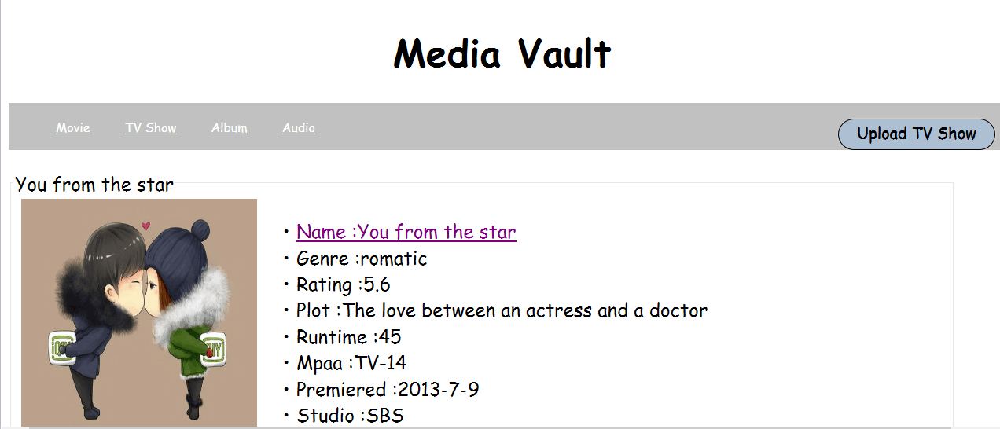 Media Vault
Movie TV Show Album Audio Upload TV Show
You from the star
• Name :You from the star
• Genre :romatic
• Rating :5.6
• Plot :The love between an actress and a doctor
• Runtime :45
• Mpaa :TV-14
• Premiered :2013-7-9
• Studio :SBS